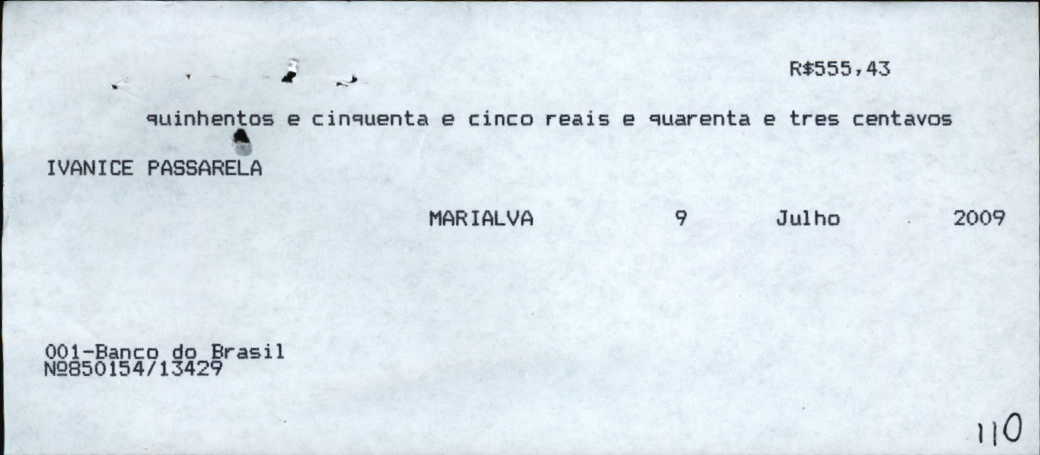 R$555,43
quinhentos e cinquenta e cinco reais e quarenta e tres centavos
IVANICE PASSARELA
MARIALVA 9 Julho 2009
001-Banco do Brasil
Nº850154/13429
110